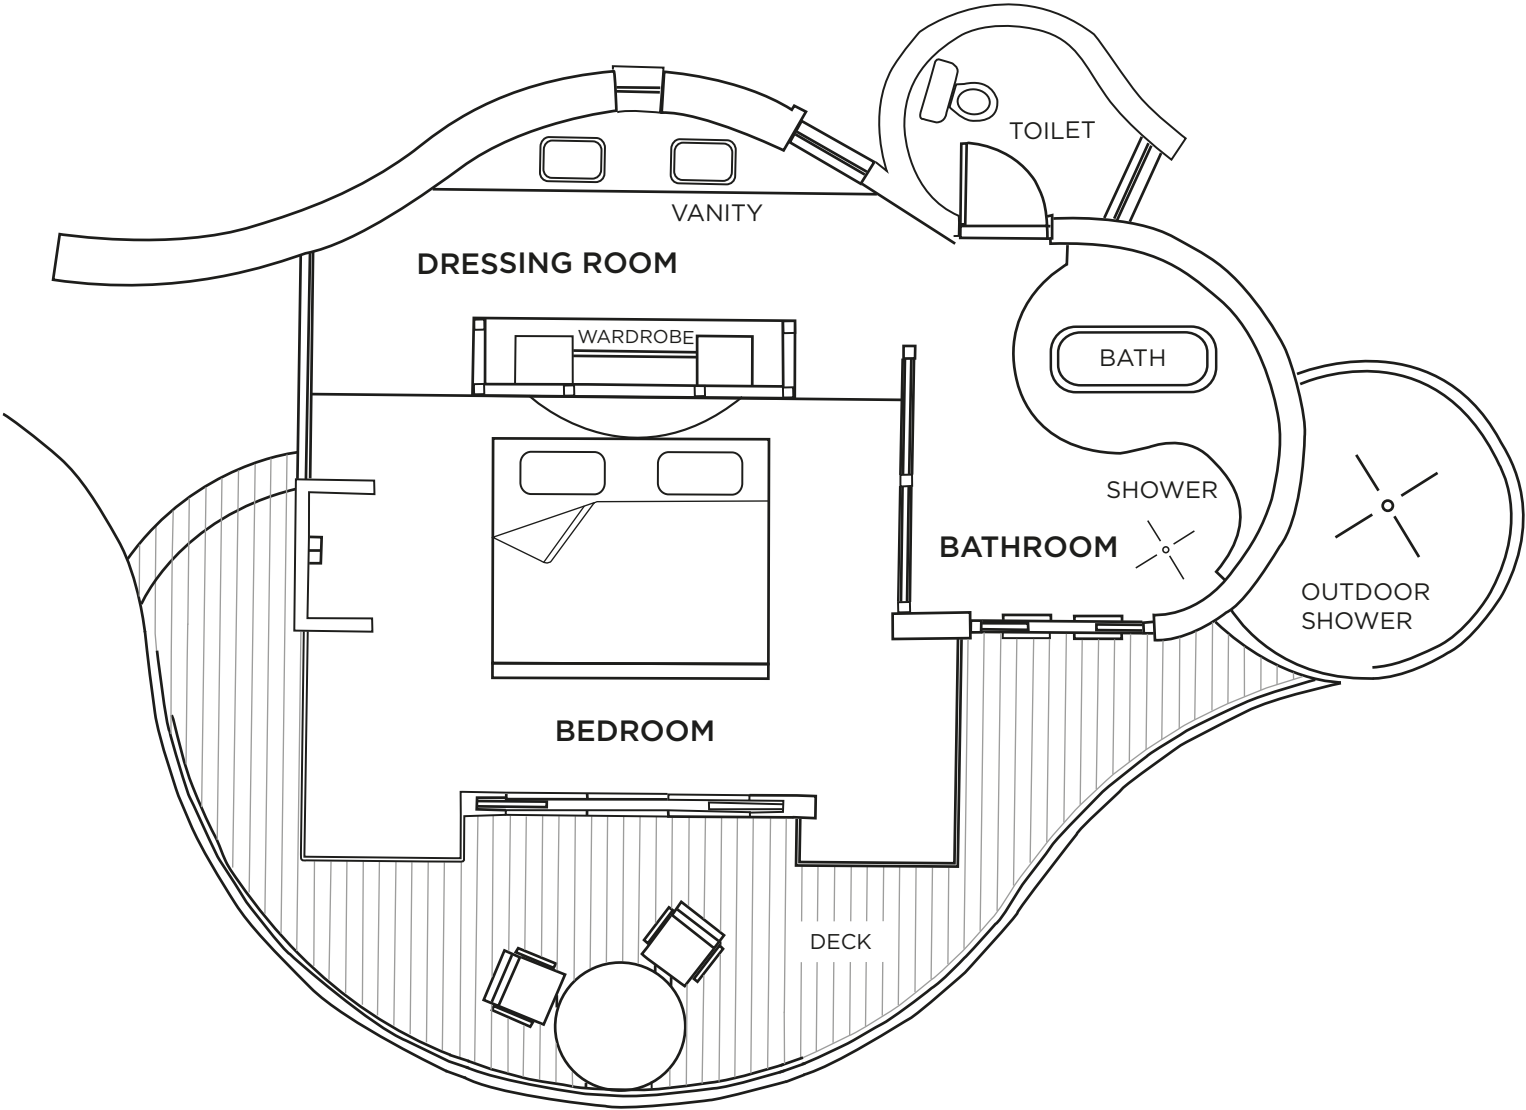 TOILET
VANITY
DRESSING ROOM
WARDROBE
BATH
SHOWER
BATHROOM
OUTDOOR
SHOWER
BEDROOM
DECK